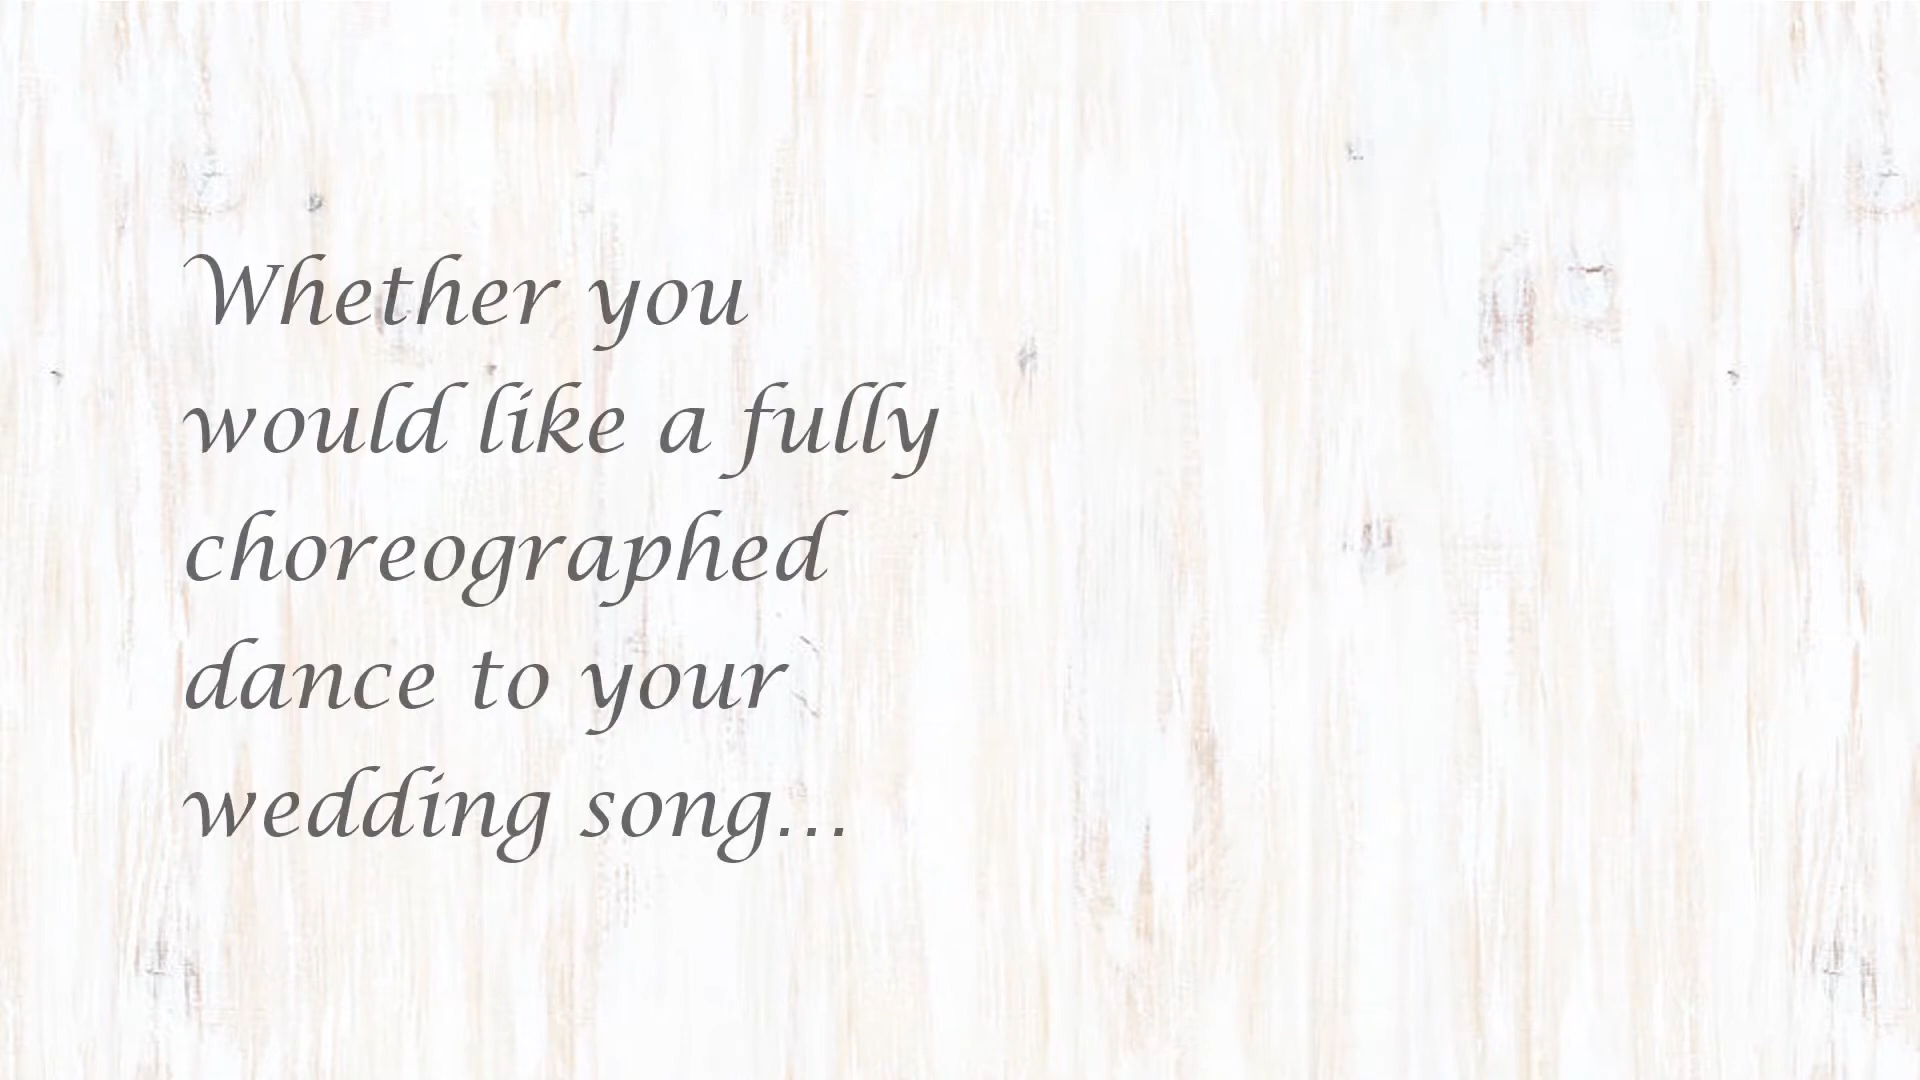 Whether you
would like a fully
choreographed
dance to your
wedding song...